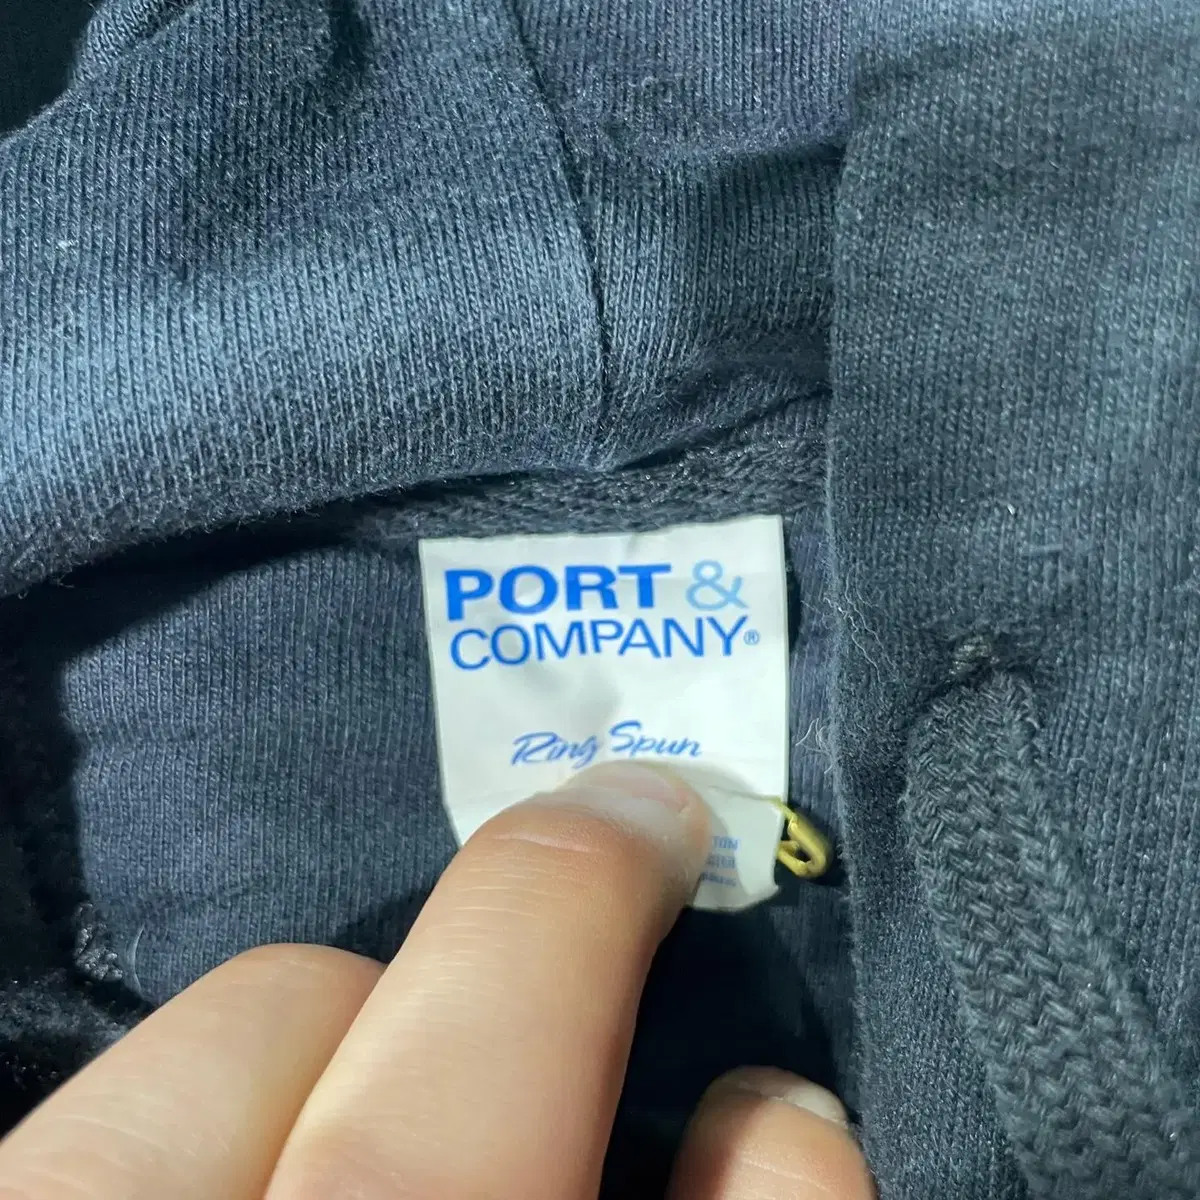 PORT &
COMPANY®
Ring Spun